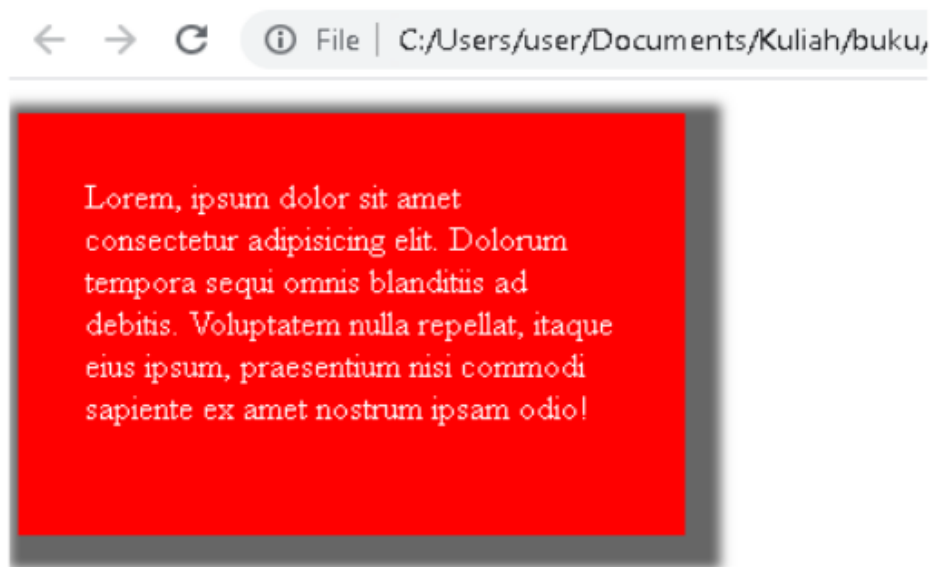 File | C:/Users/user/Documents/Kuliah/buku/
Lorem, ipsum dolor sit amet
consectetur adipisicing elit. Dolorum
tempora sequi omnis blanditiis ad
debitis. Voluptatem nulla repellat, itaque
eius ipsum, praesentium nisi commodi
sapiente ex amet nostrum ipsam odio!